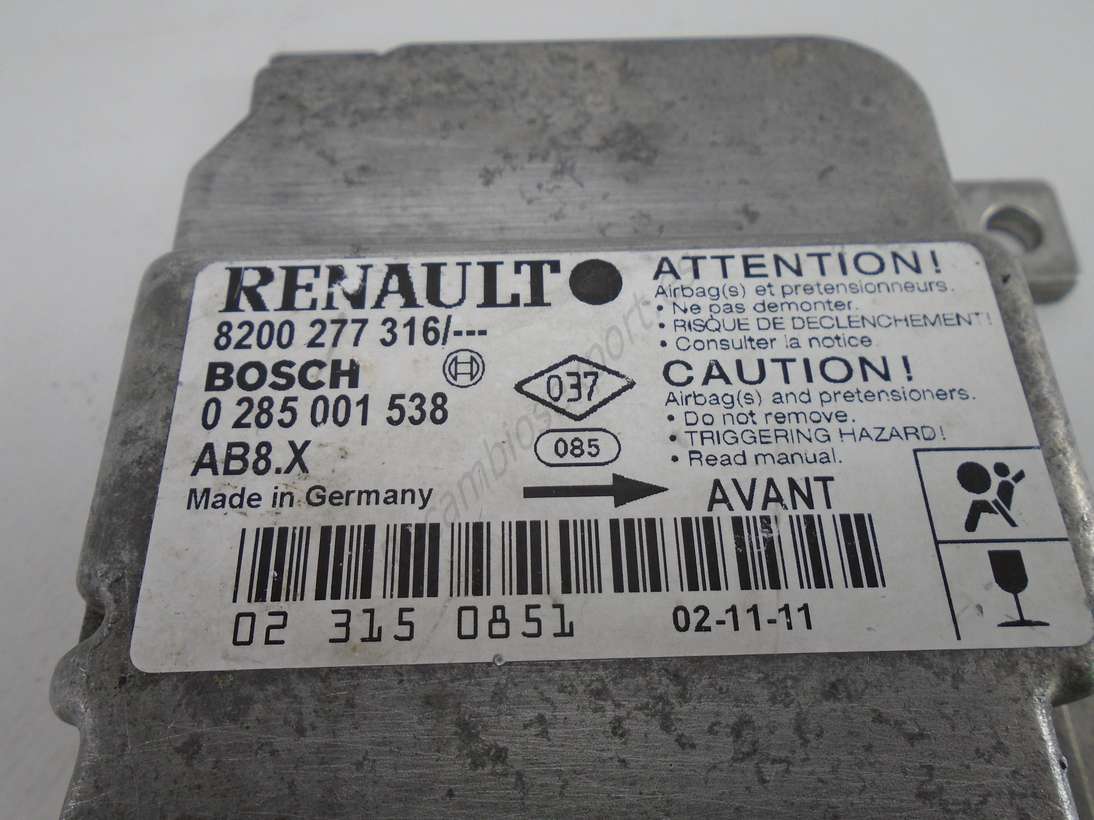 RENAULT
8200 277 316/---
BOSCH
0 285 001 538
AB8.X
Made in Germany
037
085
AVANT
ATTENTION!
Airbag(s) et pretensionneurs.
• Ne pas demonter.
• RISQUE DE DECLENCHEMENT!
• Consulter la notice.
CAUTION!
Airbag(s) and pretensioners.
• Do not remove.
• TRIGGERING HAZARD!
• Read manual.
02 315 0851
02-11-11